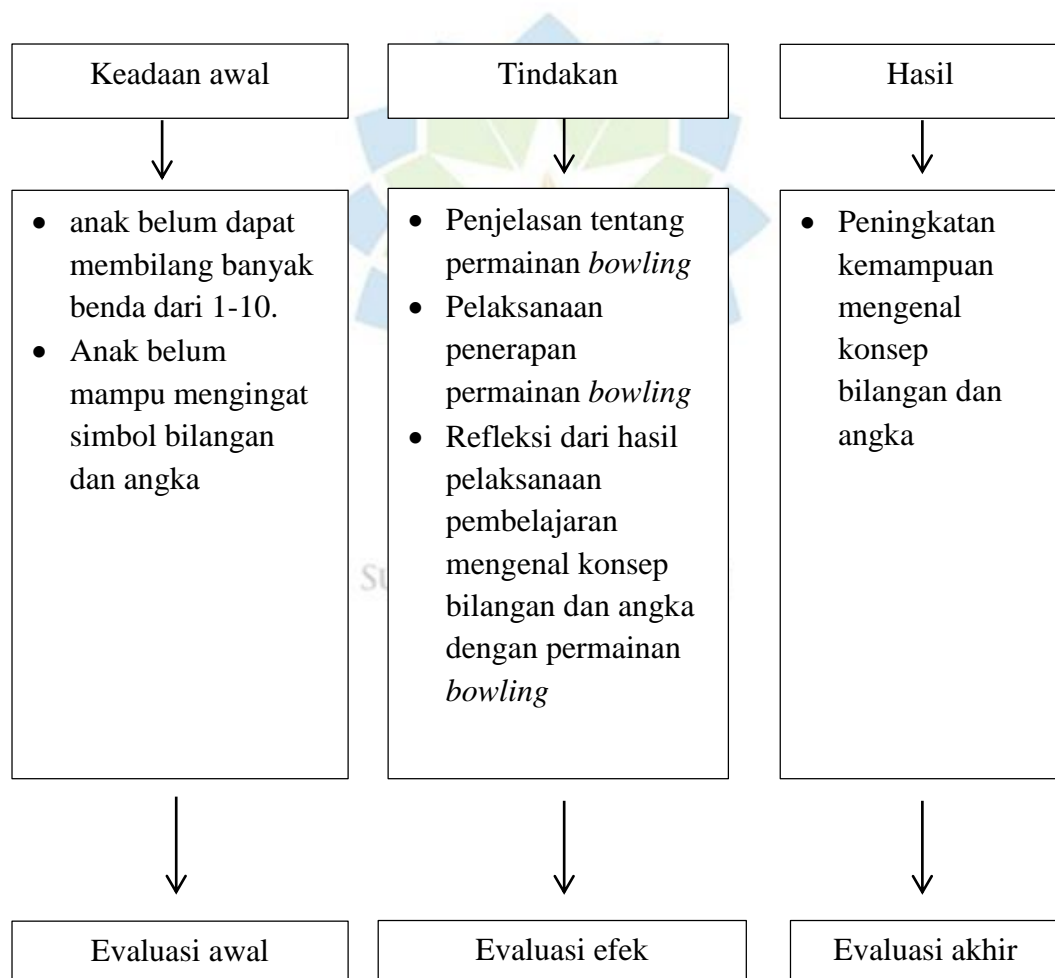 Keadaan awal
Tindakan
Hasil
anak belum dapat
membilang banyak
benda dari 1-10.
Anak belum
mampu mengingat
simbol bilangan
dan angka
Penjelasan tentang
permainan bowling
Pelaksanaan
penerapan
permainan bowling
Refleksi dari hasil
pelaksanaan
pembelajaran
mengenal konsep
bilangan dan angka
dengan permainan
bowling
Peningkatan
kemampuan
mengenal
konsep
bilangan dan
angka
Evaluasi awal
Evaluasi efek
Evaluasi akhir